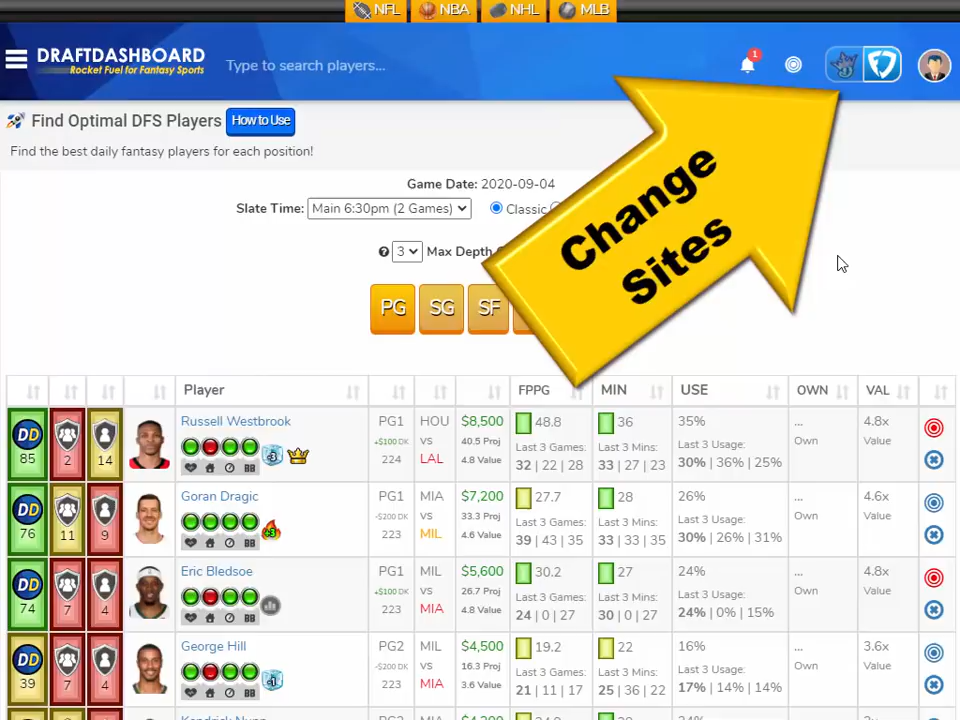 NFL NBA NHL MLB
DRAFTDASHBOARD
Rocket Fuel for Fantasy Sports
Type to search players...
1
Find Optimal DFS Players How to Use
Find the best daily fantasy players for each position!
Game Date: 2020-09-04
Slate Time: Main 6:30pm (2 Games) Classic
3 Max Depth
Change
Sites
PG SG SF
Player FPPG MIN USE OWN VAL
DD 85 2 14
Russell Westbrook
PG1 HOU $8,500 48.8 36 35% ... 4.8x
+$100 DK VS 40.5 Proj Last 3 Games: Last 3 Mins: Last 3 Usage: Own Value
224 LAL 4.8 Value 32 | 22 | 28 33 | 27 | 23 30% | 36% | 25%
BB
DD 76 11 9
Goran Dragic
+3
PG1 MIA $7,200 27.7 28 26% ... 4.6x
-$200 DK VS 33.3 Proj Last 3 Games: Last 3 Mins: Last 3 Usage: Own Value
223 MIL 4.6 Value 39 | 43 | 35 33 | 33 | 35 30% | 26% | 31%
BB
DD 74 7 4
Eric Bledsoe
PG1 MIL $5,600 30.2 27 24% ... 4.8x
+$100 DK VS 26.7 Proj Last 3 Games: Last 3 Mins: Last 3 Usage: Own Value
223 MIA 4.8 Value 24 | 0 | 27 30 | 0 | 27 24% | 0% | 15%
BB
DD 39 7 4
George Hill
PG2 MIL $4,500 19.2 22 16% ... 3.6x
-$200 DK VS 16.3 Proj Last 3 Games: Last 3 Mins: Last 3 Usage: Own Value
223 MIA 3.6 Value 21 | 11 | 17 25 | 36 | 22 17% | 14% | 14%
BB